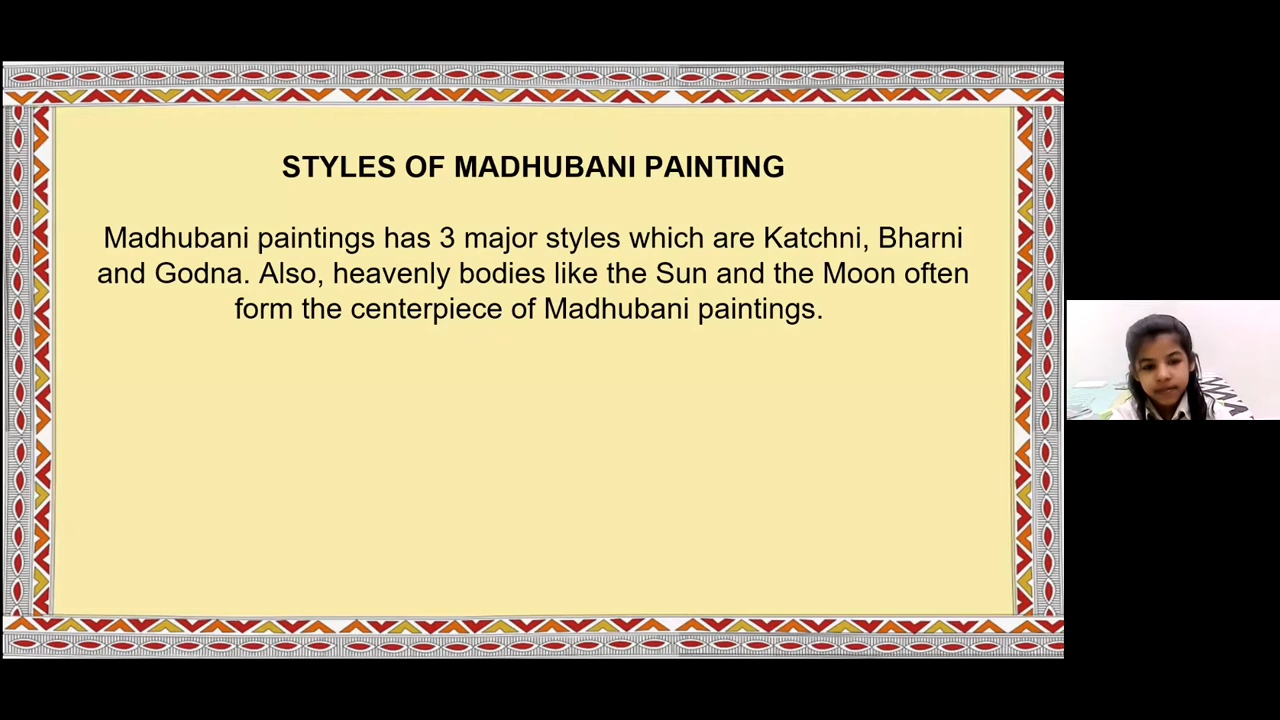 STYLES OF MADHUBANI PAINTING
Madhubani paintings has 3 major styles which are Katchni, Bharni
and Godna. Also, heavenly bodies like the Sun and the Moon often
form the centerpiece of Madhubani paintings.